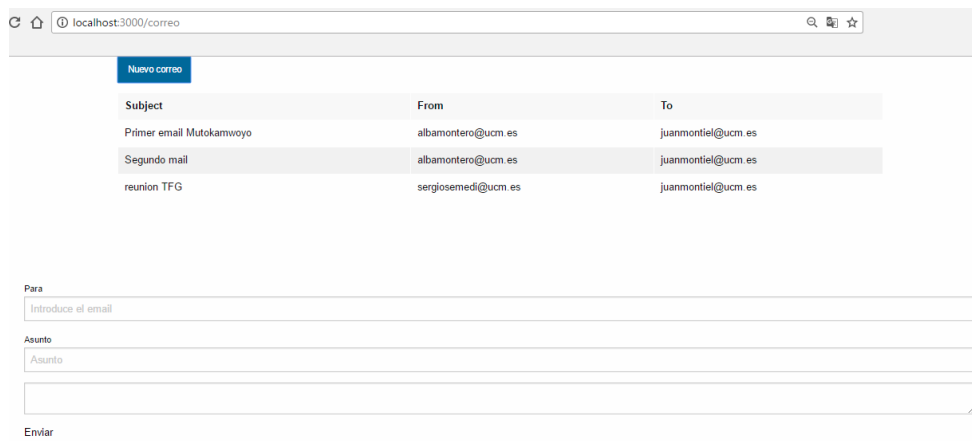 localhost:3000/correo
Nuevo correo
Subject From To
Primer email Mutokamwoyo albamontero@ucm.es juanmontiel@ucm.es
Segundo mail albamontero@ucm.es juanmontiel@ucm.es
reunion TFG sergiosemedi@ucm.es juanmontiel@ucm.es
Para
Introduce el email
Asunto
Asunto
Enviar